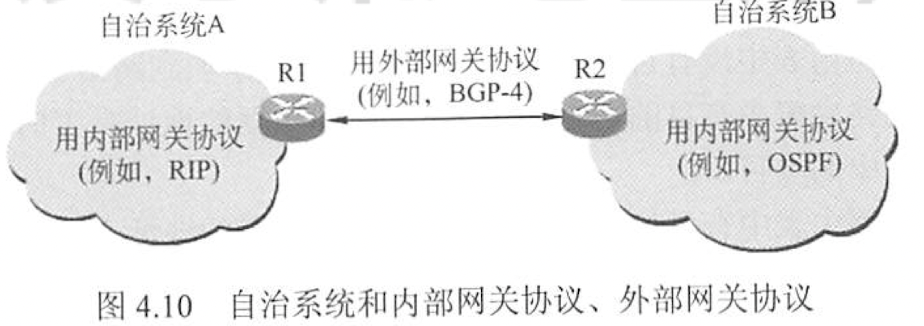 自治系统A
自治系统B
R1
用外部网关协议
(例如，BGP-4)
R2
用内部网关协议
(例如，RIP)
用内部网关协议
(例如，OSPF)
图 4.10 自治系统和内部网关协议、外部网关协议